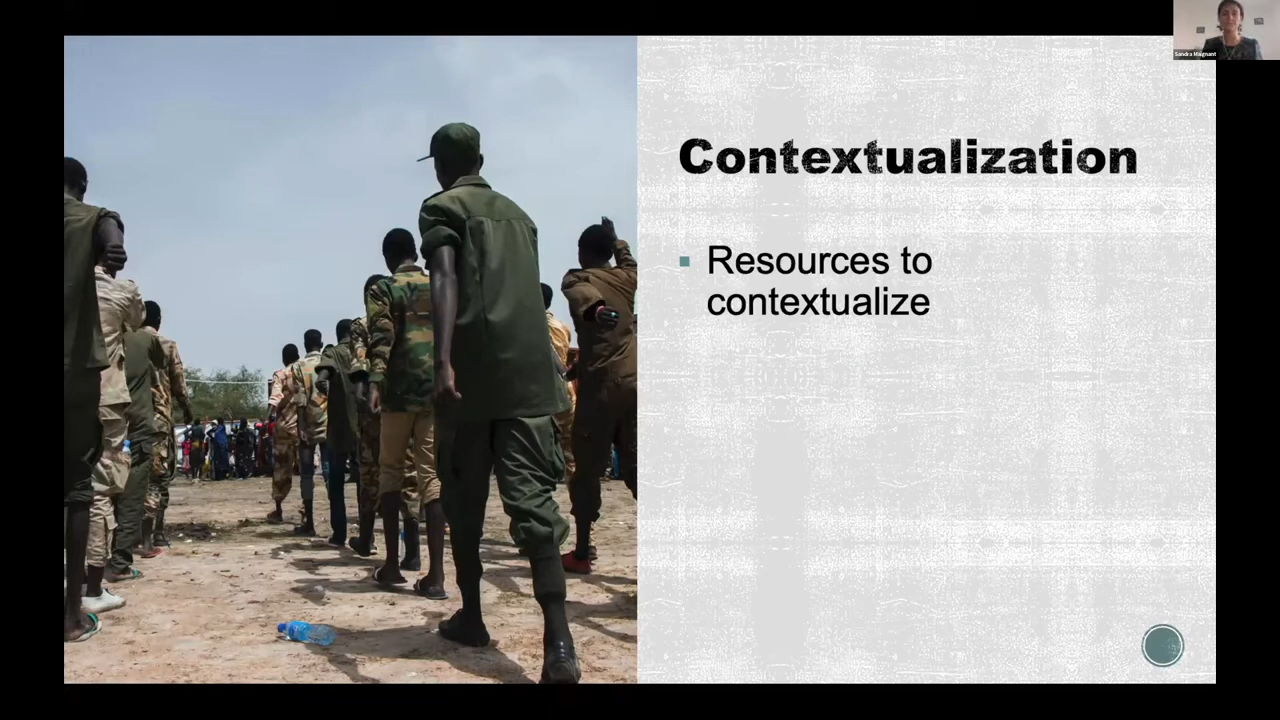 Sandra Maignant
Contextualization
Resources to
contextualize